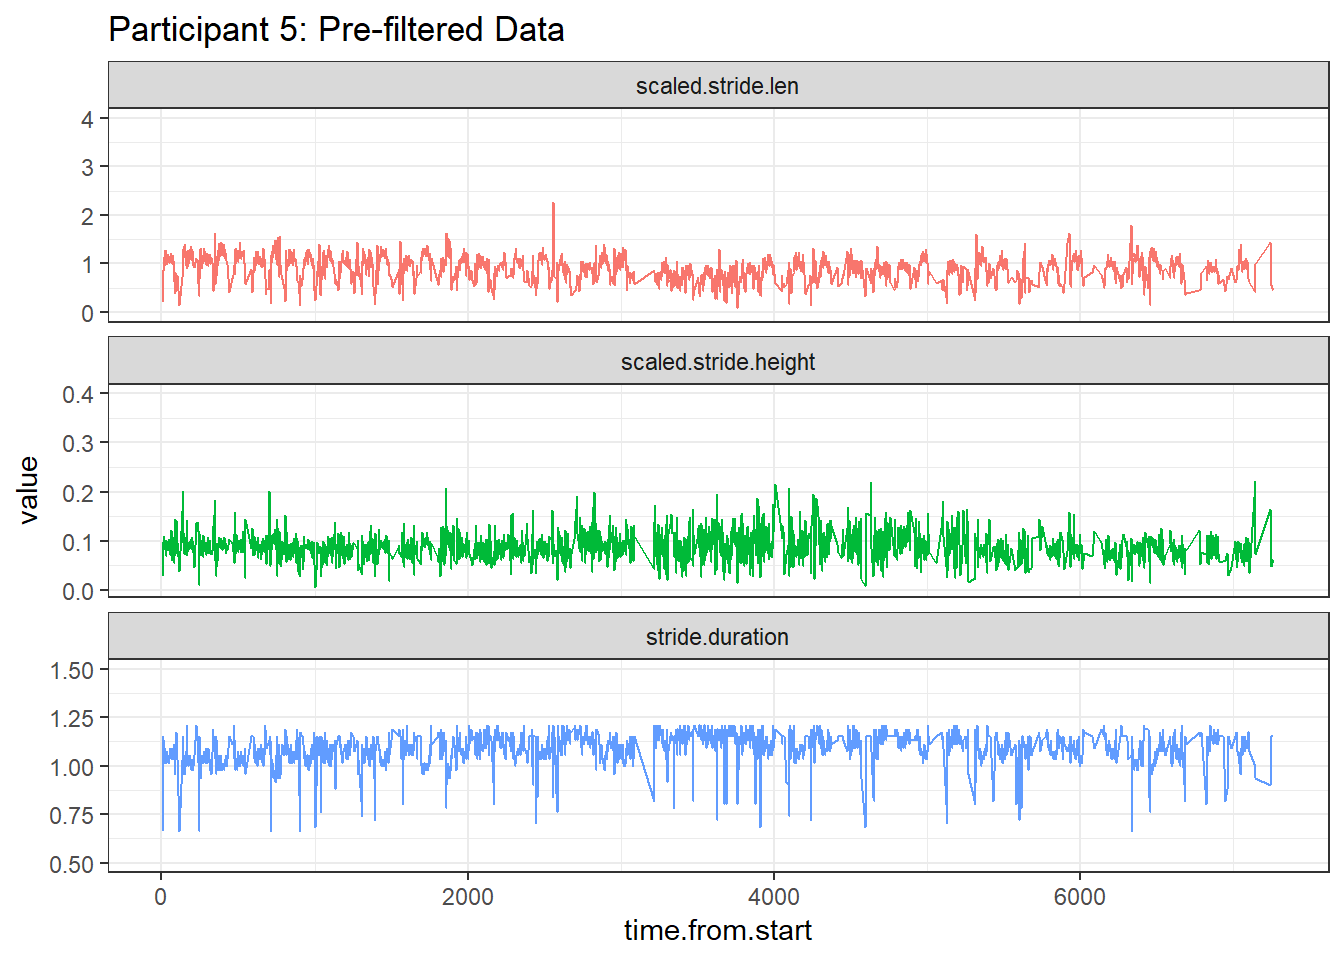 Participant 5: Pre-filtered Data
scaled.stride.len
4
3
2
1
0
scaled.stride.height
0.4
0.3
0.2
0.1
0.0
value
stride.duration
1.50
1.25
1.00
0.75
0.50
0 2000 4000 6000
time.from.start